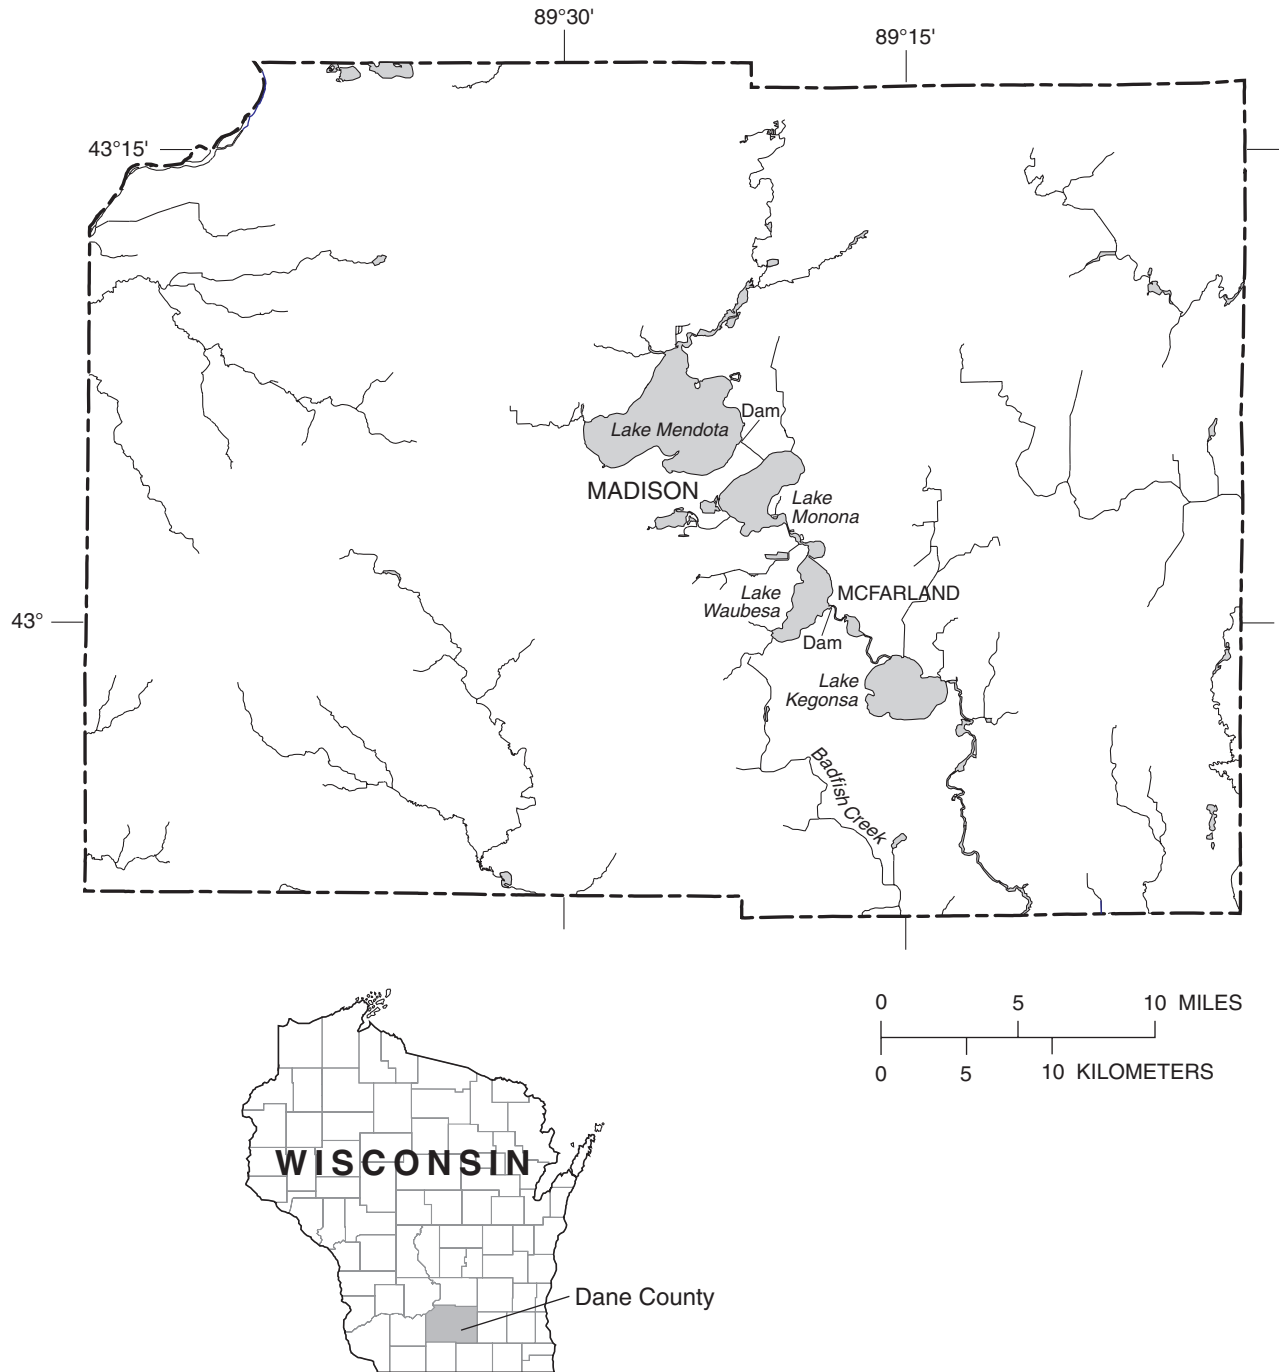 89°30'
89°15'
43°15'
Dam
Lake Mendota
MADISON
Lake
Monona
Lake
Waubesa
MCFARLAND
43°
Dam
Lake
Kegonsa
Badfish Creek
0 5 10 MILES
0 5 10 KILOMETERS
WISCONSIN
Dane County